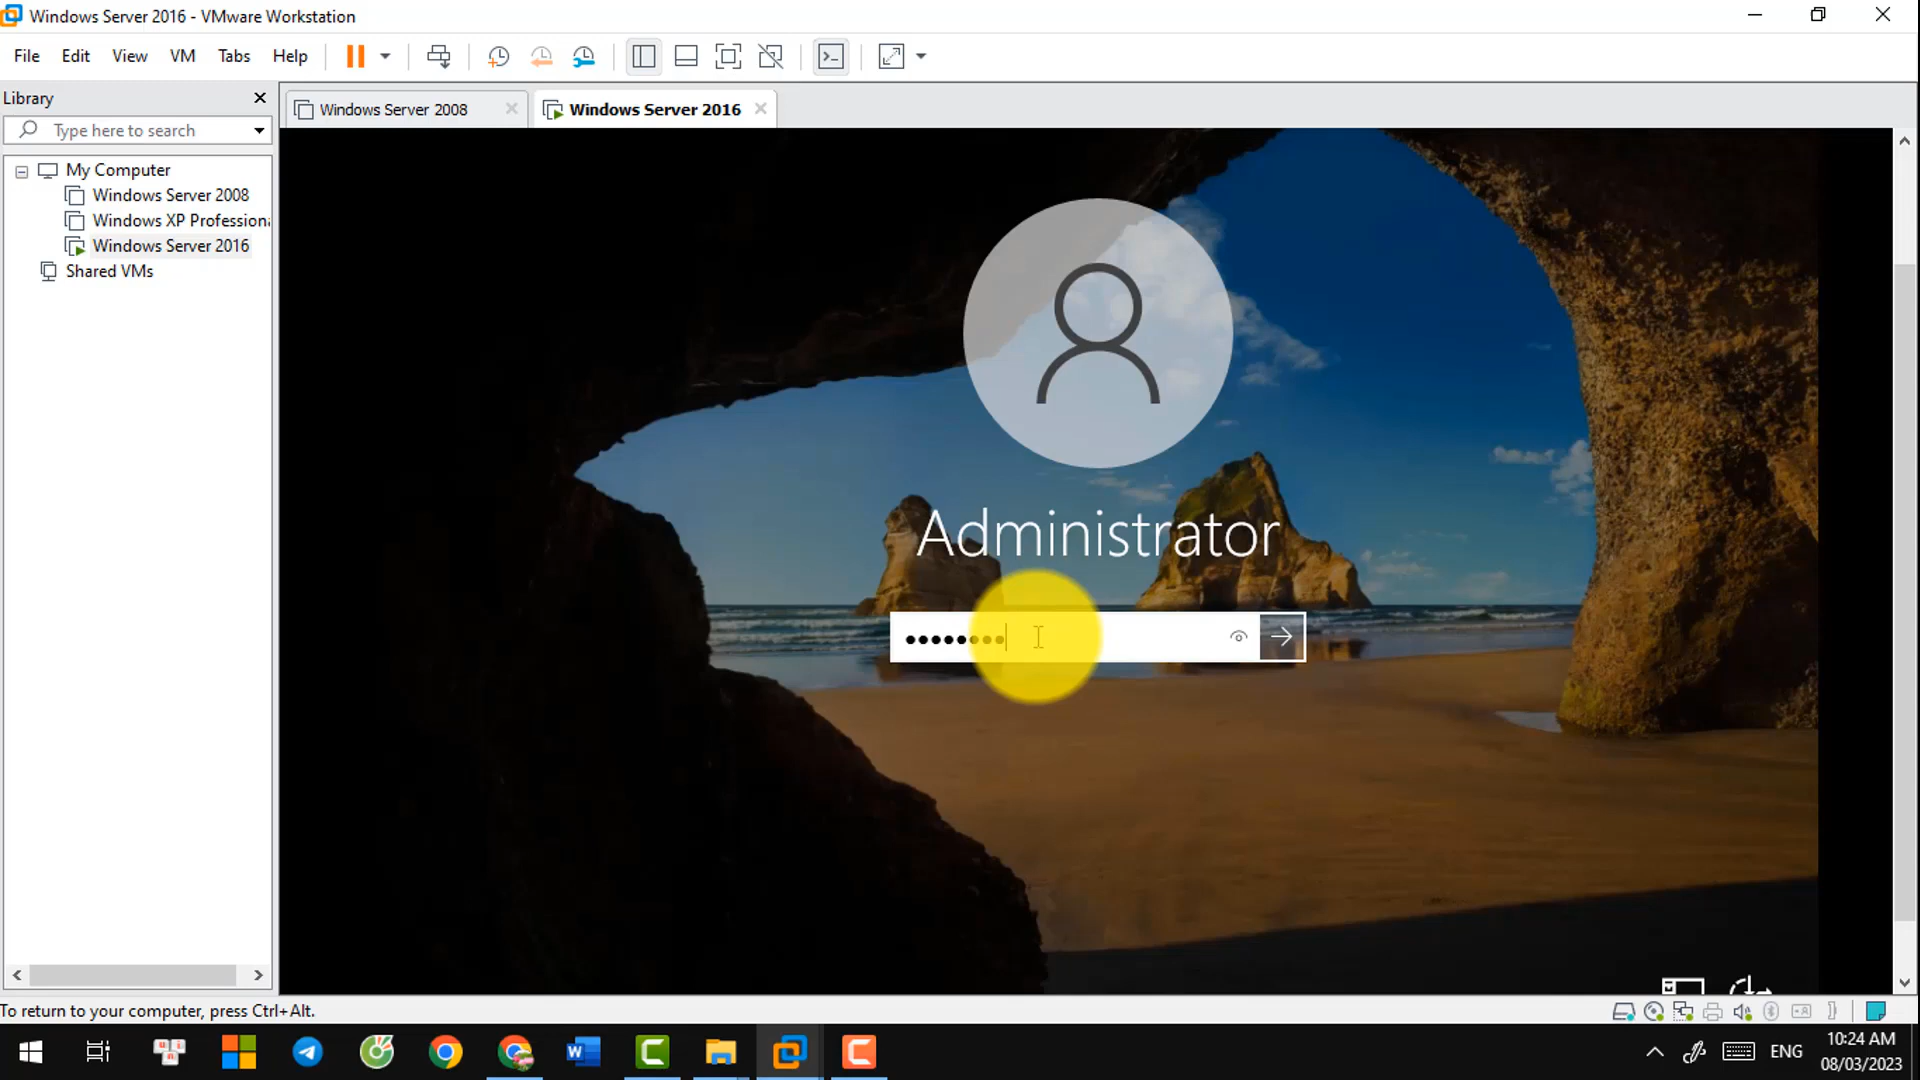 Windows Server 2016 - VMware Workstation
File Edit View VM Tabs Help
Library
Type here to search
My Computer
Windows Server 2008
Windows XP Professiona
Windows Server 2016
Shared VMs
Windows Server 2008
Windows Server 2016
Administrator
To return to your computer, press Ctrl+Alt.
ENG
10:24 AM
08/03/2023